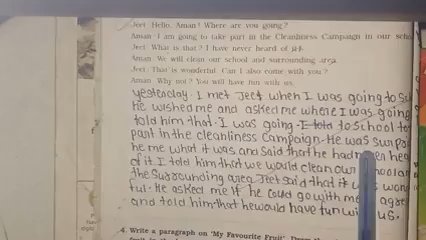 Jeet: Hello, Aman! Where are you going?
Aman: I am going to take part in the Cleanliness Campaign in our scho
Jeet: What is that? I have never heard of it.
Aman: We will clean our school and surrounding area.
Jeet: That is wonderful. Can I also come with you?
Aman: Why not? You will have fun with us.
yesterday. I met Jeet when I was going to Sch
He wished me and asked me where I was going
told him that I was going I told to school to
part in the cleanliness Campaign. He was surpri
he me what it was and said that he had hea
of it. I told him that we would clean our
the surrounding area Jeet said that it won
ful. He asked me if he could go with me agr
and told him that he would have fun wi us.
4. Write a paragraph on 'My Favourite Fruit'.